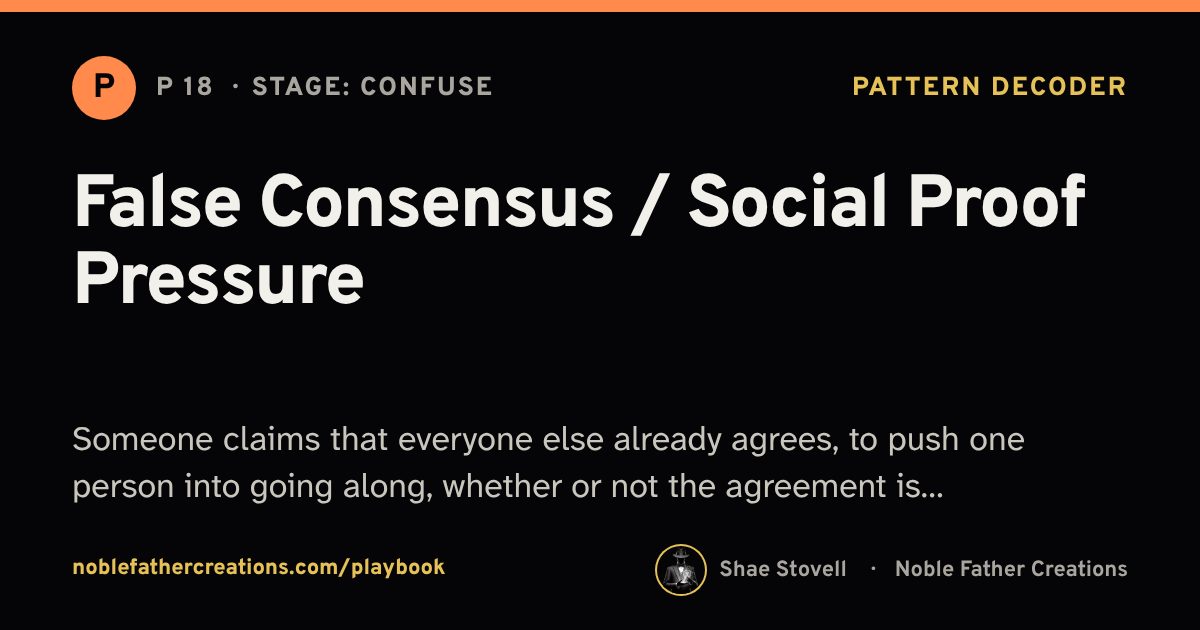 P
P 18 · STAGE: CONFUSE
PATTERN DECODER
False Consensus / Social Proof
Pressure
Someone claims that everyone else already agrees, to push one
person into going along, whether or not the agreement is...
noblefathercreations.com/playbook
Shae Stovell · Noble Father Creations